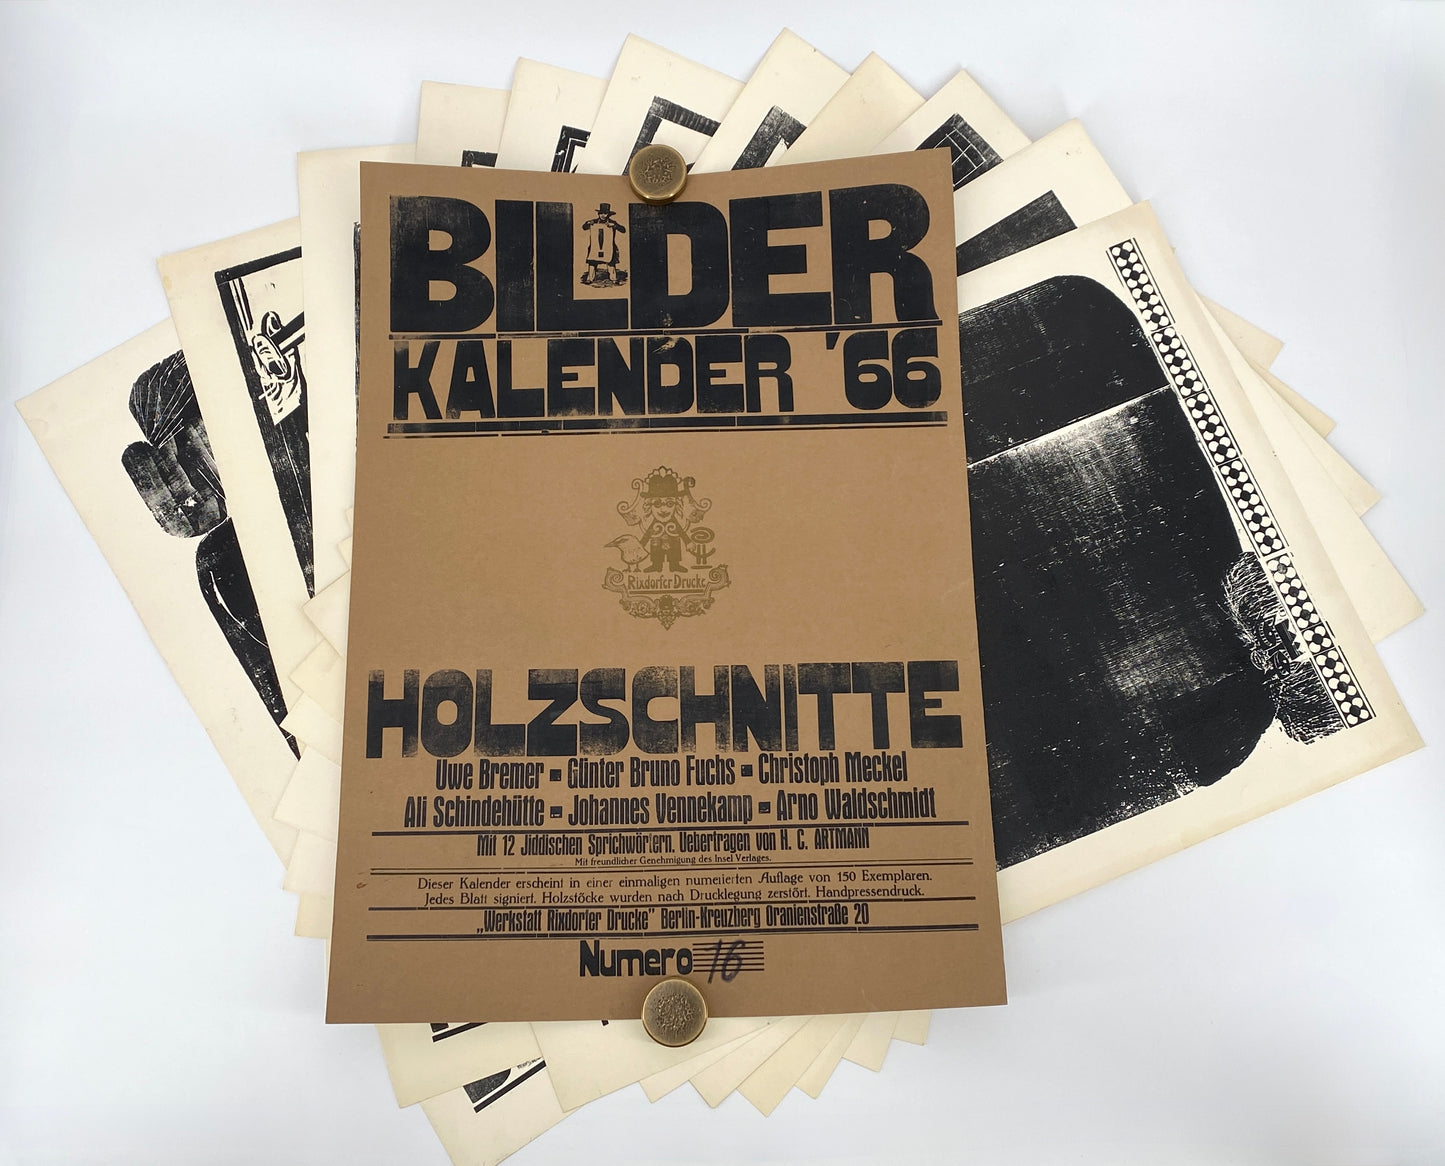 BILDER
!
KALENDER '66
Rixdorfer Drucke
HOLZSCHNITTE
Uwe Bremer ▪ Günter Bruno Fuchs ▪ Christoph Meckel
Ali Schindehütte ▪ Johannes Vennekamp ▪ Arno Waldschmidt
Mit 12 Jiddischen Sprichwörtern. Uebertragen von H. C. ARTMANN
Mit freundlicher Genehmigung des Insel Verlages.
Dieser Kalender erscheint in einer einmaligen numerierten Auflage von 150 Exemplaren.
Jedes Blatt signiert. Holzstöcke wurden nach Drucklegung zerstört. Handpressendruck.
„Werkstatt Rixdorfer Drucke" Berlin-Kreuzberg Oranienstraße 20
Numero 16